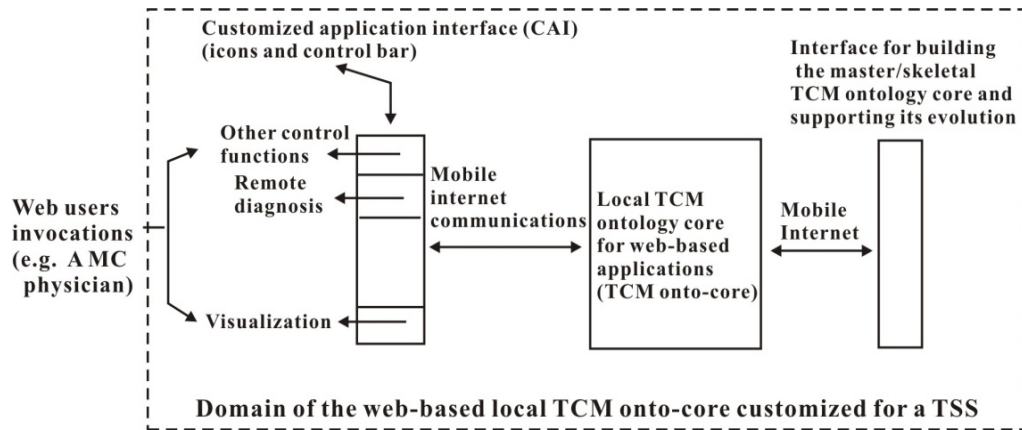 Customized application interface (CAI)
(icons and control bar)
Interface for building
the master/skeletal
TCM ontology core and
supporting its evolution
Other control
functions
Remote
diagnosis
Mobile
internet
communications
Web users
invocations
(e.g. A MC
physician)
Local TCM
ontology core
for web-based
applications
(TCM onto-core)
Mobile
Internet
Visualization
Domain of the web-based local TCM onto-core customized for a TSS